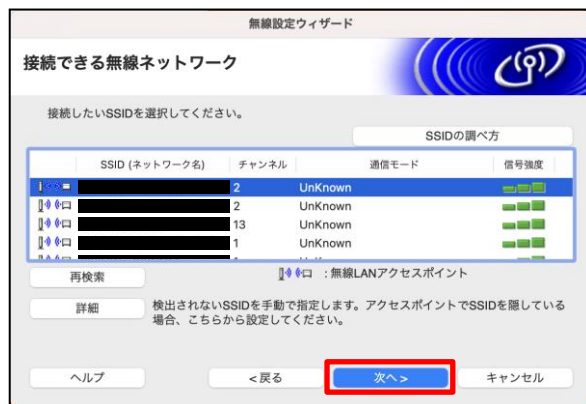 無線設定ウィザード
接続できる無線ネットワーク
接続したいSSIDを選択してください。
SSIDの調べ方
SSID (ネットワーク名) チャンネル 通信モード 信号強度
2 UnKnown
2 UnKnown
13 UnKnown
1 UnKnown
再検索 :無線LANアクセスポイント
詳細 検出されないSSIDを手動で指定します。アクセスポイントでSSIDを隠している
場合、こちらから設定してください。
ヘルプ <戻る 次へ> キャンセル